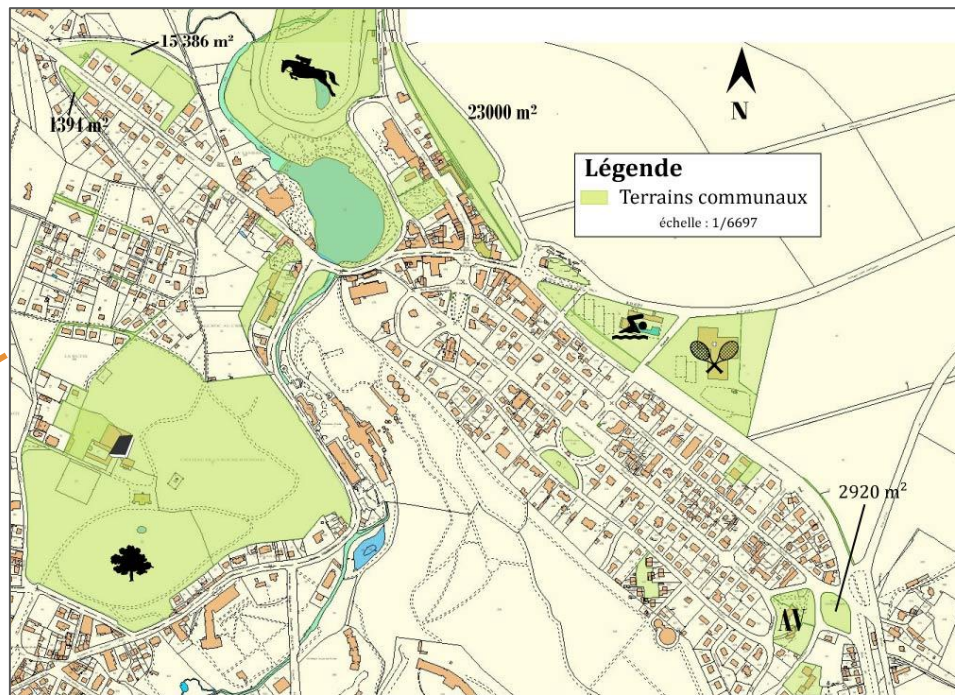 15 386 m²
1394 m²
23000 m²
N
Légende
Terrains communaux
échelle : 1/6697
2920 m²
AV